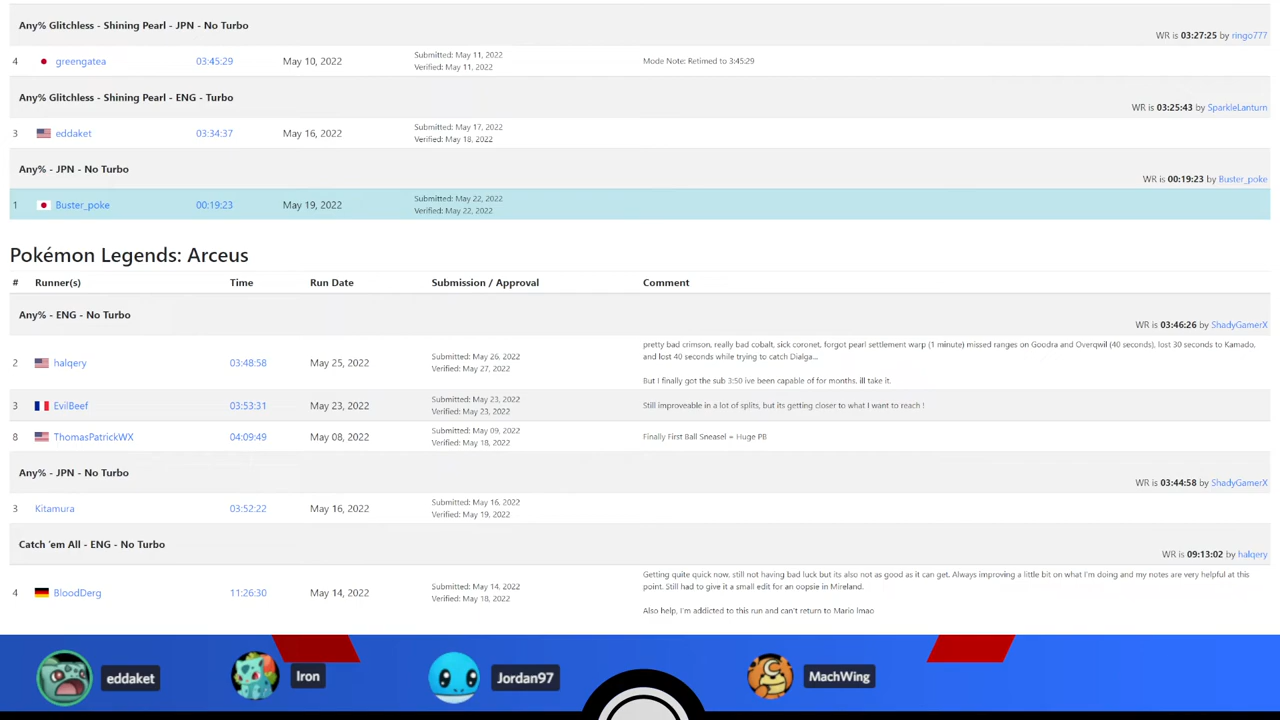 Any% Glitchless - Shining Pearl - JPN - No Turbo
WR is 03:27:25 by ringo777
4 greengatea 03:45:29 May 10, 2022 Submitted: May 11, 2022
Verified: May 11, 2022
Mode Note: Retimed to 3:45:29
Any% Glitchless - Shining Pearl - ENG - Turbo
WR is 03:25:43 by SparkleLanturn
3 eddaket 03:34:37 May 16, 2022 Submitted: May 17, 2022
Verified: May 18, 2022
Any% - JPN - No Turbo
WR is 00:19:23 by Buster_poke
1 Buster_poke 00:19:23 May 19, 2022 Submitted: May 22, 2022
Verified: May 22, 2022
Pokémon Legends: Arceus
# Runner(s) Time Run Date Submission / Approval Comment
Any% - ENG - No Turbo
WR is 03:46:26 by ShadyGamerX
2 halqery 03:48:58 May 25, 2022 Submitted: May 26, 2022
Verified: May 27, 2022
pretty bad crimson, really bad cobalt, sick coronet, forgot pearl settlement warp (1 minute) missed ranges on Goodra and Overqwil (40 seconds), lost 30 seconds to Kamado.
and lost 40 seconds while trying to catch Dialga...
But I finally got the sub 3:50 ive been capable of for months. ill take it.
3 EvilBeef 03:53:31 May 23, 2022 Submitted: May 23, 2022
Verified: May 23, 2022
Still improveable in a lot of splits, but its getting closer to what I want to reach !
8 ThomasPatrickWX 04:09:49 May 08, 2022 Submitted: May 09, 2022
Verified: May 18, 2022
Finally First Ball Sneasel = Huge PB
Any% - JPN - No Turbo
WR is 03:44:58 by ShadyGamerX
3 Kitamura 03:52:22 May 16, 2022 Submitted: May 16, 2022
Verified: May 19, 2022
Catch 'em All - ENG - No Turbo
WR is 09:13:02 by halqery
4 BloodDerg 11:26:30 May 14, 2022 Submitted: May 14, 2022
Verified: May 18, 2022
Getting quite quick now, still not having bad luck but its also not as good as it can get. Always improving a little bit on what I'm doing and my notes are very helpful at this
point. Still had to give it a small edit for an oopsie in Mireland.
Also help, I'm addicted to this run and can't return to Mario lmao
eddaket Iron Jordan97 MachWing